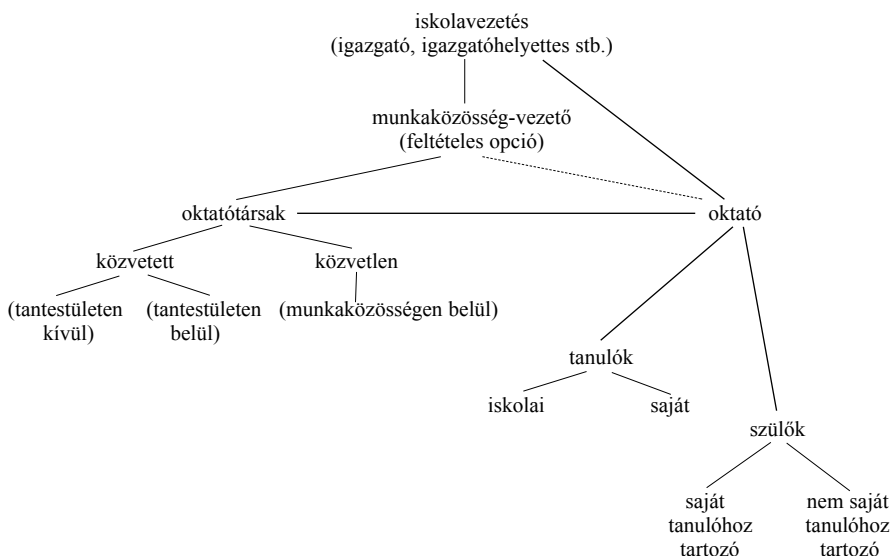 iskolavezetés
(igazgató, igazgatóhelyettes stb.)
munkaközösség-vezető
(feltételes opció)
oktatótársak
oktató
közvetett
közvetlen
(tantestületen
kívül)
(tantestületen
belül)
(munkaközösségen belül)
tanulók
iskolai
saját
szülők
saját
tanulóhoz
tartozó
nem saját
tanulóhoz
tartozó